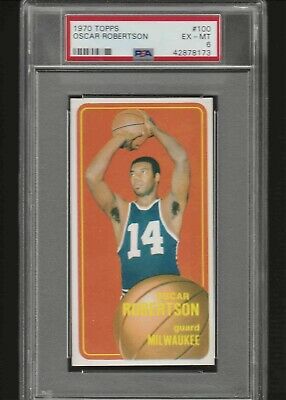 1970 TOPPS #100
OSCAR ROBERTSON EX-MT
6
PSA 42878173
14
OSCAR
ROBERTSON
guard
MILWAUKEE